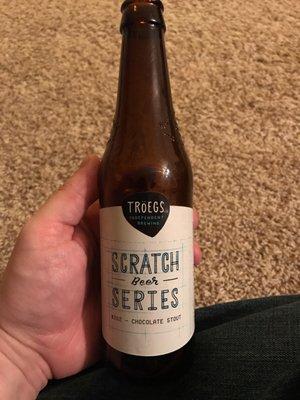 TRöEGS
INDEPENDENT
BREWING
SCRATCH
Beer
SERIES
– CHOCOLATE STOUT